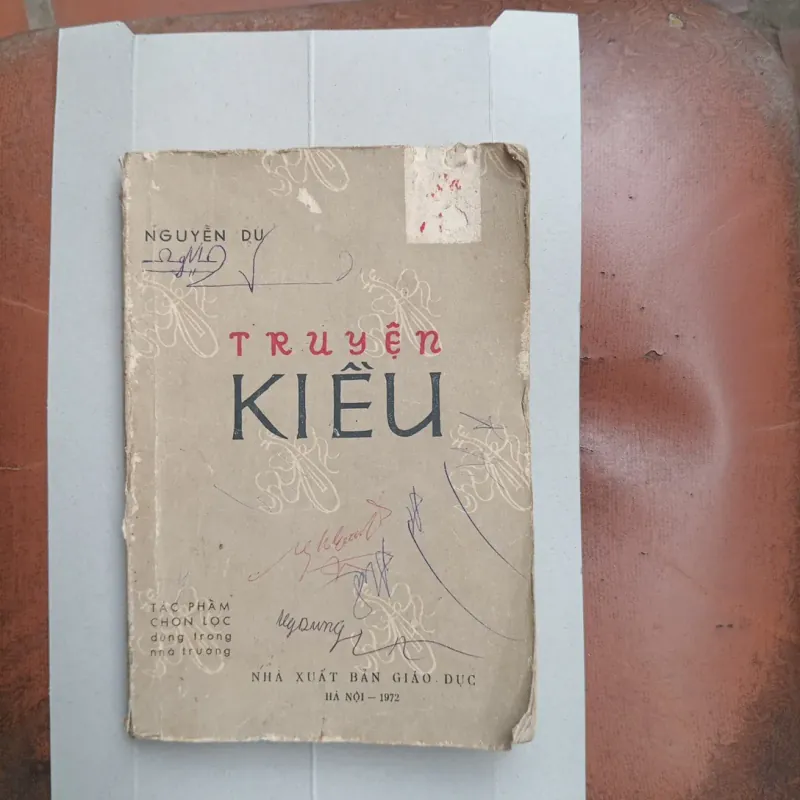 NGUYỄN DU
TRUYỆN
KIỀU
TÁC PHẨM
CHỌN LỌC
dùng trong
nhà trường
NHÀ XUẤT BẢN GIÁO DỤC
HÀ NỘI – 1972